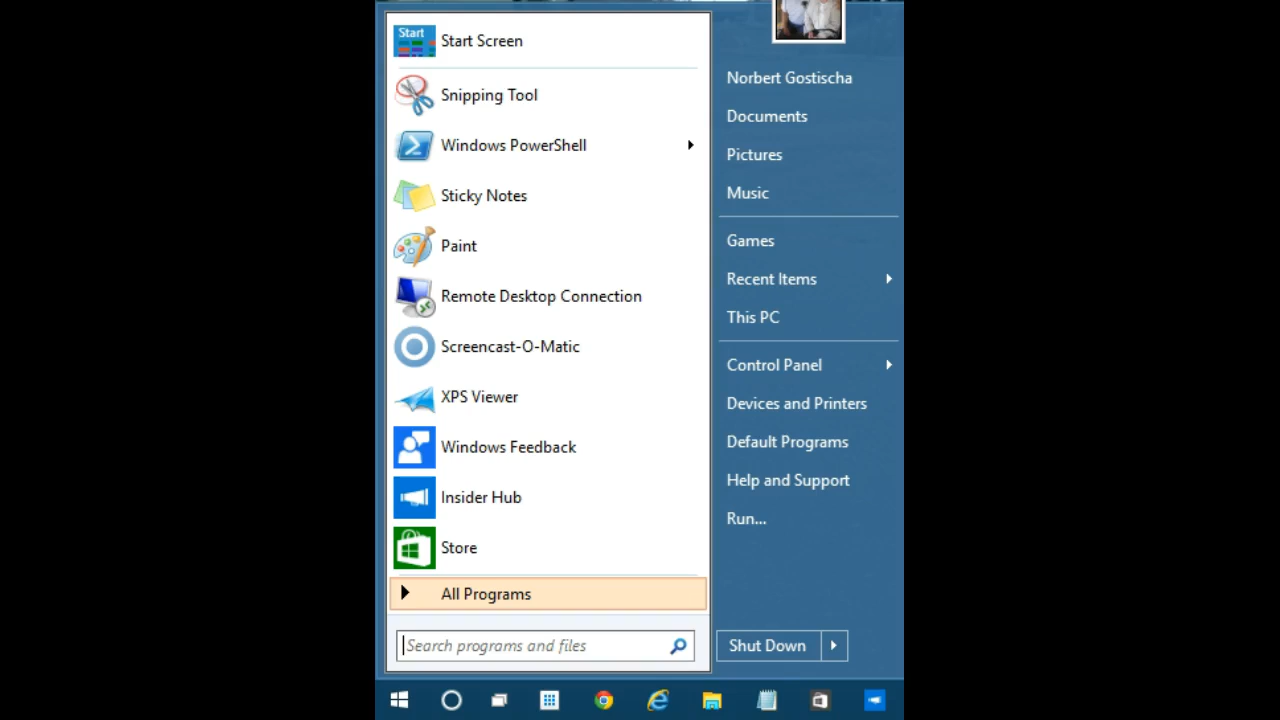 Start
Start Screen
Snipping Tool
Windows PowerShell
Sticky Notes
Paint
Remote Desktop Connection
Screencast-O-Matic
XPS Viewer
Windows Feedback
Insider Hub
Store
All Programs
Search programs and files
Norbert Gostischa
Documents
Pictures
Music
Games
Recent Items
This PC
Control Panel
Devices and Printers
Default Programs
Help and Support
Run...
Shut Down